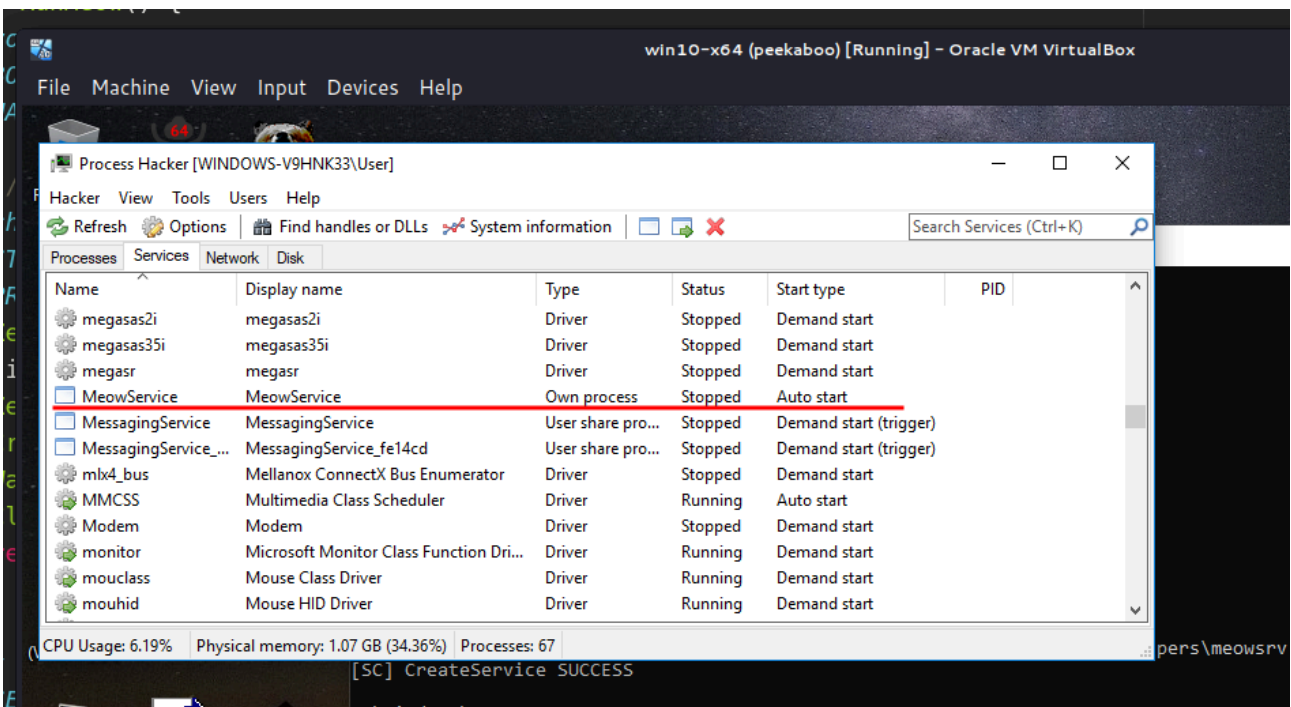 win10-x64 (peekaboo) [Running] - Oracle VM VirtualBox
File Machine View Input Devices Help
64
Process Hacker [WINDOWS-V9HNK33\User]
Hacker View Tools Users Help
Refresh Options Find handles or DLLs System information Search Services (Ctrl+K)
Processes Services Network Disk
Name Display name Type Status Start type PID
megasas2i megasas2i Driver Stopped Demand start
megasas35i megasas35i Driver Stopped Demand start
megasr megasr Driver Stopped Demand start
MeowService MeowService Own process Stopped Auto start
MessagingService MessagingService User share pro... Stopped Demand start (trigger)
MessagingService_... MessagingService_fe14cd User share pro... Stopped Demand start (trigger)
mlx4_bus Mellanox ConnectX Bus Enumerator Driver Stopped Demand start
MMCSS Multimedia Class Scheduler Driver Running Auto start
Modem Modem Driver Stopped Demand start
monitor Microsoft Monitor Class Function Dri... Driver Running Demand start
mouclass Mouse Class Driver Driver Running Demand start
mouhid Mouse HID Driver Driver Running Demand start
CPU Usage: 6.19% Physical memory: 1.07 GB (34.36%) Processes: 67
pers\meowsrv
[SC] CreateService SUCCESS